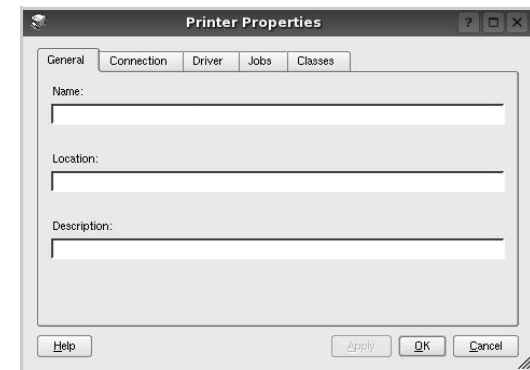 Printer Properties
General Connection Driver Jobs Classes
Name:
Location:
Description:
Help Apply OK Cancel